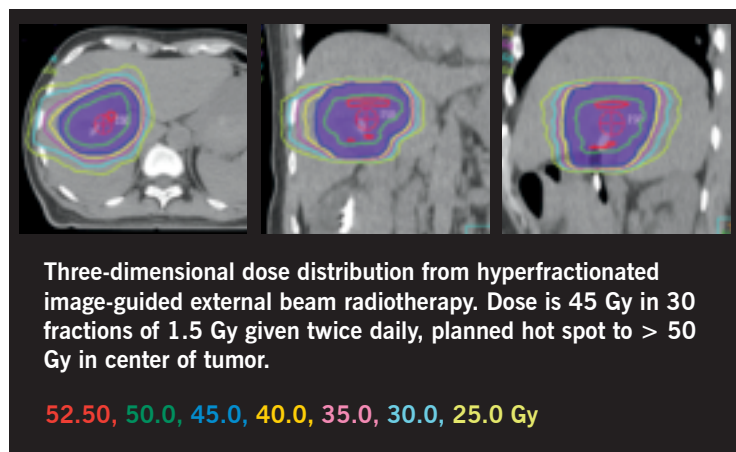 Three-dimensional dose distribution from hyperfractionated
image-guided external beam radiotherapy. Dose is 45 Gy in 30
fractions of 1.5 Gy given twice daily, planned hot spot to > 50
Gy in center of tumor.
52.50, 50.0, 45.0, 40.0, 35.0, 30.0, 25.0 Gy